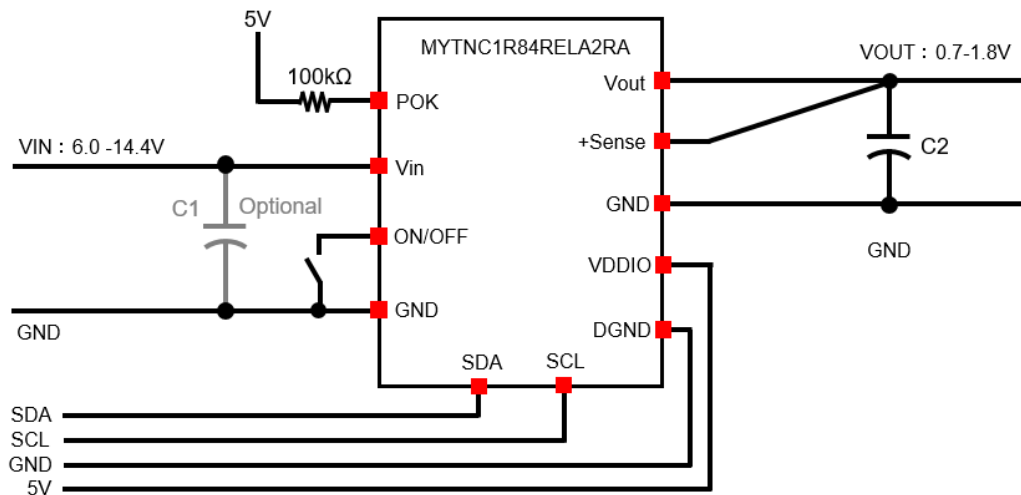 5V
MYTNC1R84RELA2RA
VOUT : 0.7-1.8V
100kΩ
Vout
POK
+Sense
C2
VIN : 6.0 -14.4V
Vin
C1 Optional
GND
ON/OFF
GND
VDDIO
GND
GND
DGND
SDA SCL
SDA
SCL
GND
5V